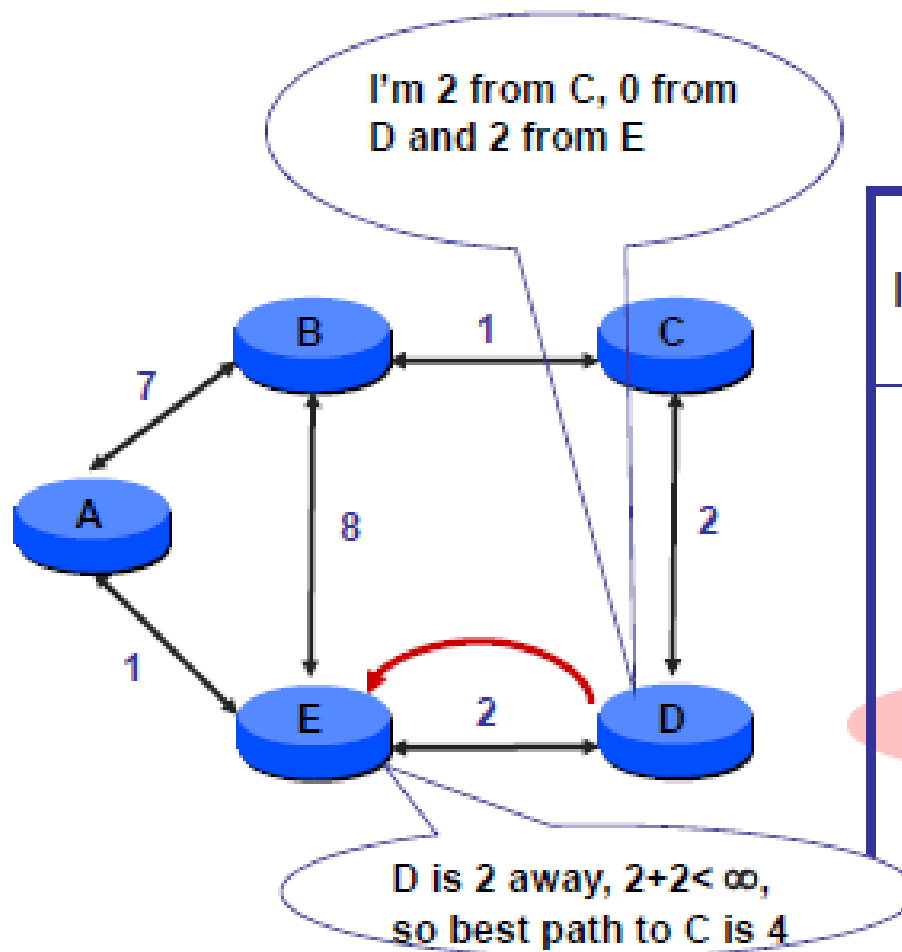 I'm 2 from C, 0 from
D and 2 from E
B
1
C
7
A
8
2
1
E
2
D
D is 2 away, 2+2< ∞,
so best path to C is 4